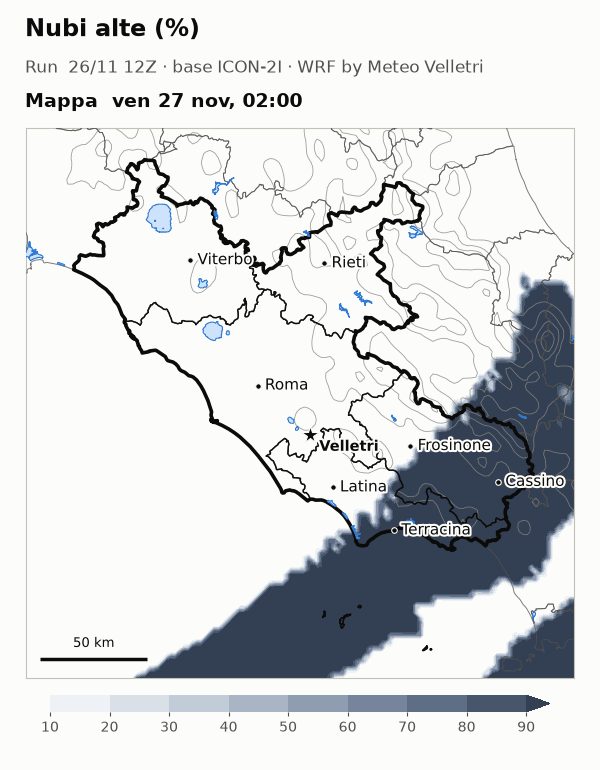 Nubi alte (%)
Run  26/11 12Z · base ICON-2I · WRF by Meteo Velletri
Mappa  ven 27 nov, 02:00
Viterbo
Rieti
Roma
Velletri
Frosinone
Latina
Cassino
Terracina
50 km
10 20 30 40 50 60 70 80 90